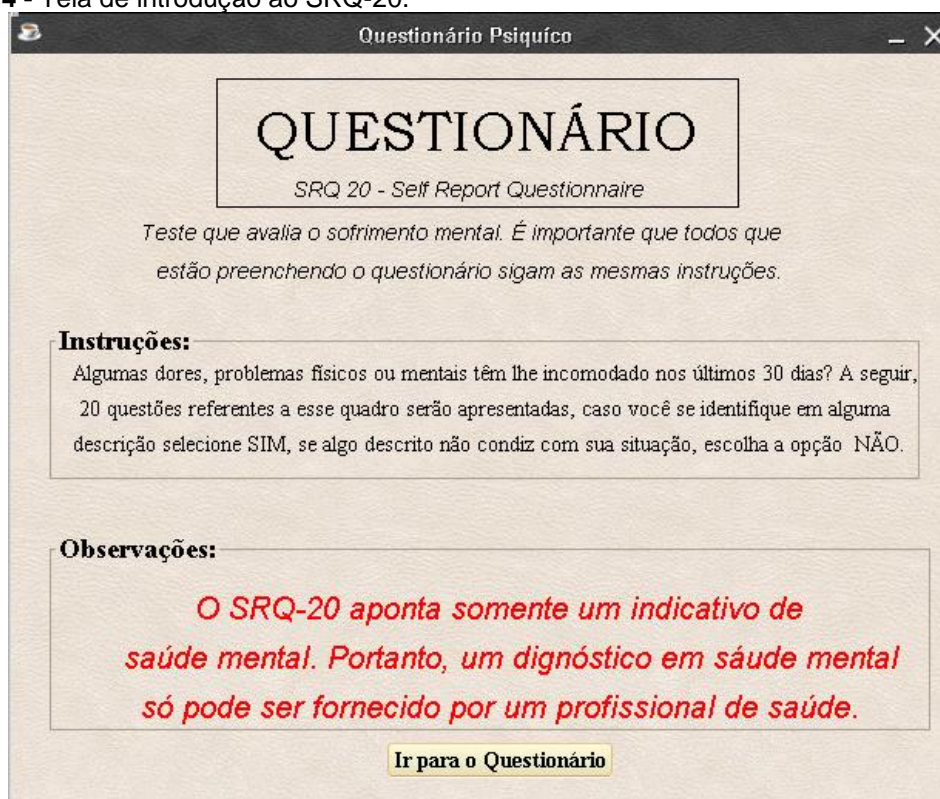 4 - Tela de introdução ao SRQ-20.
Questionário Psiquíco
QUESTIONÁRIO
SRQ 20 - Self Report Questionnaire
Teste que avalia o sofrimento mental. É importante que todos que
estão preenchendo o questionário sigam as mesmas instruções.
Instruções:
Algumas dores, problemas físicos ou mentais têm lhe incomodado nos últimos 30 dias? A seguir,
20 questões referentes a esse quadro serão apresentadas, caso você se identifique em alguma
descrição selecione SIM, se algo descrito não condiz com sua situação, escolha a opção NÃO.
Observações:
O SRQ-20 aponta somente um indicativo de
saúde mental. Portanto, um dignóstico em sáude mental
só pode ser fornecido por um profissional de saúde.
Ir para o Questionário